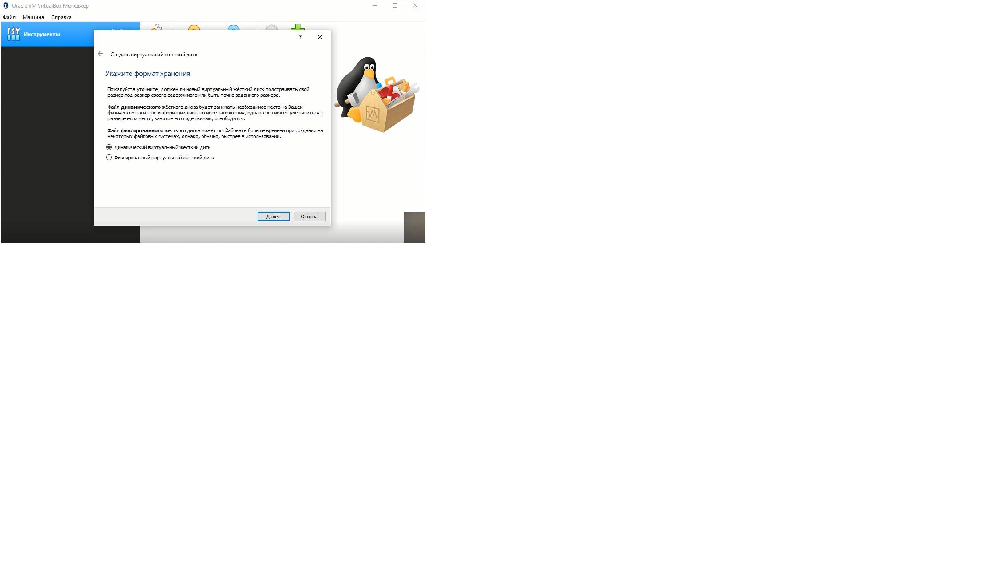 Oracle VM VirtualBox Менеджер
Файл Машина Справка
Инструменты
?
Создать виртуальный жёсткий диск
Укажите формат хранения
Пожалуйста уточните, должен ли новый виртуальный жёсткий диск подстраивать свой
размер под размер своего содержимого или быть точно заданного размера.
Файл динамического жёсткого диска будет занимать необходимое место на Вашем
физическом носителе информации лишь по мере заполнения, однако не сможет уменьшиться в
размере если место, занятое его содержимым, освободится.
Файл фиксированного жёсткого диска может потребовать больше времени при создании на
некоторых файловых системах, однако, обычно, быстрее в использовании.
Динамический виртуальный жёсткий диск
Фиксированный виртуальный жёсткий диск
Далее Отмена